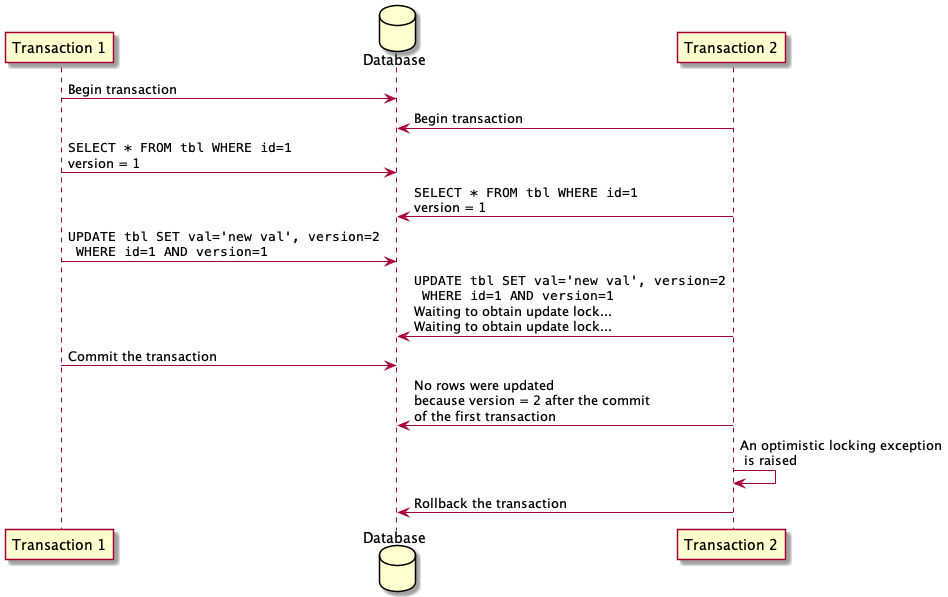 Transaction 1
Database
Transaction 2
Begin transaction
Begin transaction
SELECT * FROM tbl WHERE id=1
version = 1
SELECT * FROM tbl WHERE id=1
version = 1
UPDATE tbl SET val='new val', version=2
WHERE id=1 AND version=1
UPDATE tbl SET val='new val', version=2
WHERE id=1 AND version=1
Waiting to obtain update lock...
Waiting to obtain update lock...
Commit the transaction
No rows were updated
because version = 2 after the commit
of the first transaction
An optimistic locking exception
is raised
Rollback the transaction
Transaction 1
Database
Transaction 2